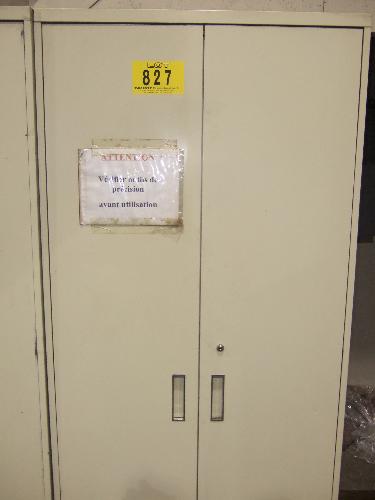 827
ATTENTION
Vérifier outils de
précision
avant utilisation